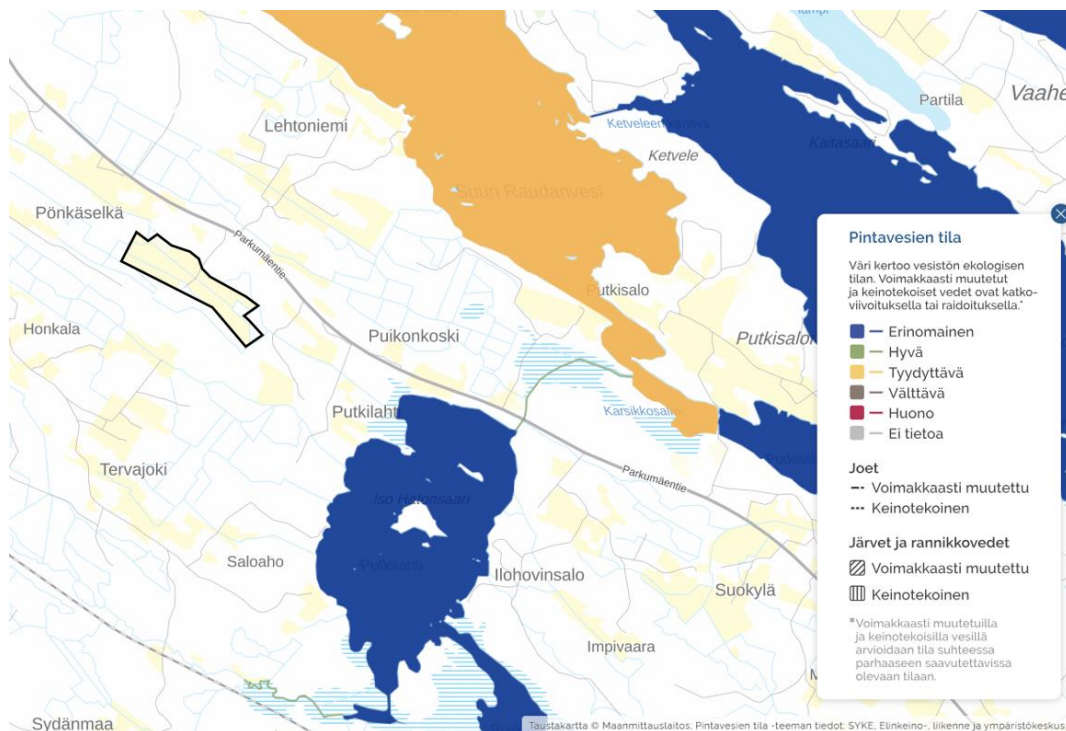 lampi
Partila
Vaahe
Lehtoniemi
Ketvele
Kaitasaari
Suuri Raudanvesi
Pönkäselkä
Parkumäentie
Putkisalo
Honkala
Puikonkoski
Putkilahti
Karsikkosalmi
Tervajoki
Parkumäentie
Iso Hatonsaari
Saloaho
Putkilahti
Ilohovinsalo
Suokylä
Impivaara
Sydänmaa
Pintavesien tila
Väri kertoo vesistön ekologisen
tilan. Voimakkaasti muutetut
ja keinotekoiset vedet ovat katko-
viivoituksella tai raidoituksella.*
Erinomainen
Hyvä
Tyydyttävä
Välttävä
Huono
Ei tietoa
Joet
Voimakkaasti muutettu
Keinotekoinen
Järvet ja rannikkovedet
Voimakkaasti muutettu
Keinotekoinen
*Voimakkaasti muutetuilla
ja keinotekoisilla vesillä
arvioidaan tila suhteessa
parhaaseen saavutettavissa
olevaan tilaan.
Taustakartta © Maanmittauslaitos; Pintavesien tila -teeman tiedot: SYKE, Elinkeino-, liikenne ja ympäristökeskus